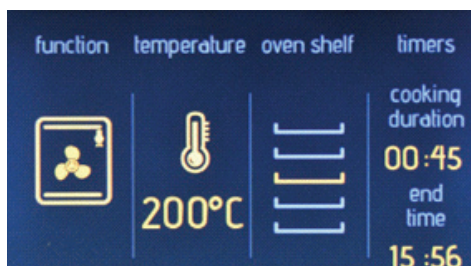 function temperature oven shelf timers
cooking
duration
00:45
200°C
end
time
15:56